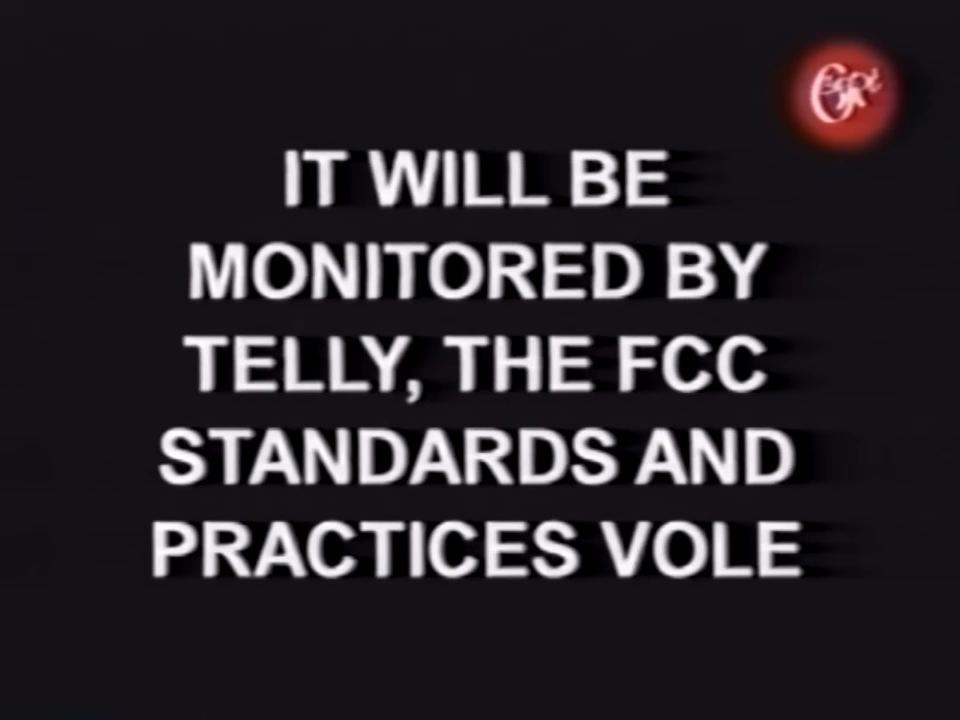 IT WILL BE
MONITORED BY
TELLY, THE FCC
STANDARDS AND
PRACTICES VOLE